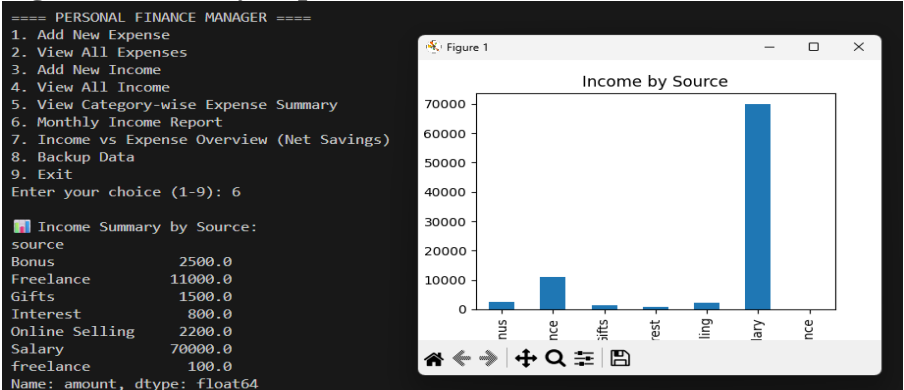 ==== PERSONAL FINANCE MANAGER ====
1. Add New Expense
2. View All Expenses
3. Add New Income
4. View All Income
5. View Category-wise Expense Summary
6. Monthly Income Report
7. Income vs Expense Overview (Net Savings)
8. Backup Data
9. Exit
Enter your choice (1-9): 6
📊 Income Summary by Source:
source
Bonus 2500.0
Freelance 11000.0
Gifts 1500.0
Interest 800.0
Online Selling 2200.0
Salary 70000.0
freelance 100.0
Name: amount, dtype: float64
Figure 1
Income by Source
70000
60000
50000
40000
30000
20000
10000
0
nus
nce
ifts
rest
ling
lary
nce